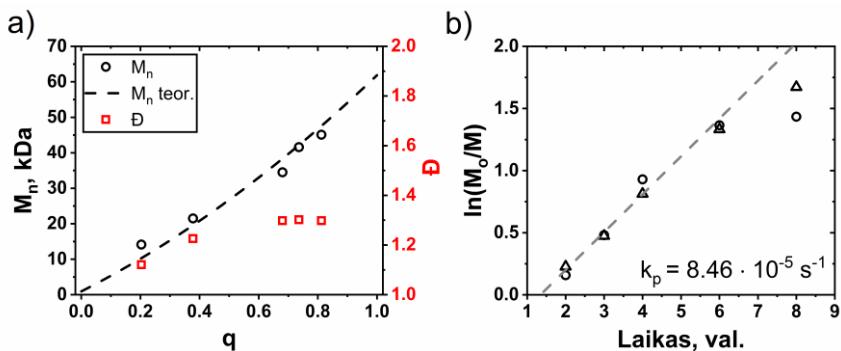 a)
70
60
50
40
30
20
10
0
Mn, kDa
Mn
Mn teor.
Đ
2.0
1.8
1.6
1.4
1.2
1.0
Đ
0.0 0.2 0.4 0.6 0.8 1.0
q
b)
2.0
1.5
1.0
0.5
0.0
ln(Mo/M)
kp = 8.46 · 10-5 s-1
1 2 3 4 5 6 7 8 9
Laikas, val.